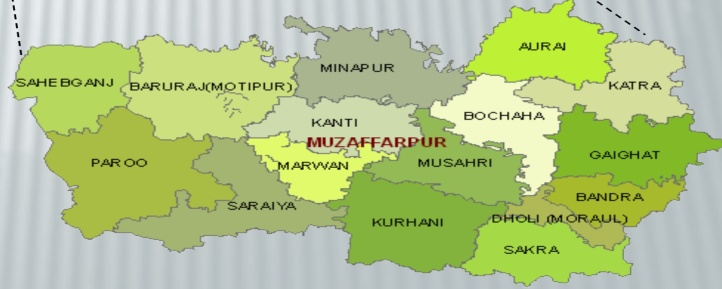 AURAI
MINAPUR
SAHEBGANJ
BARURAJ(MOTIPUR)
KATRA
BOCHAHA
KANTI
MUZAFFARPUR
GAIGHAT
PAROO
MARWAN
MUSAHRI
BANDRA
SARAIYA
DHOLI (MORAUL)
KURHANI
SAKRA